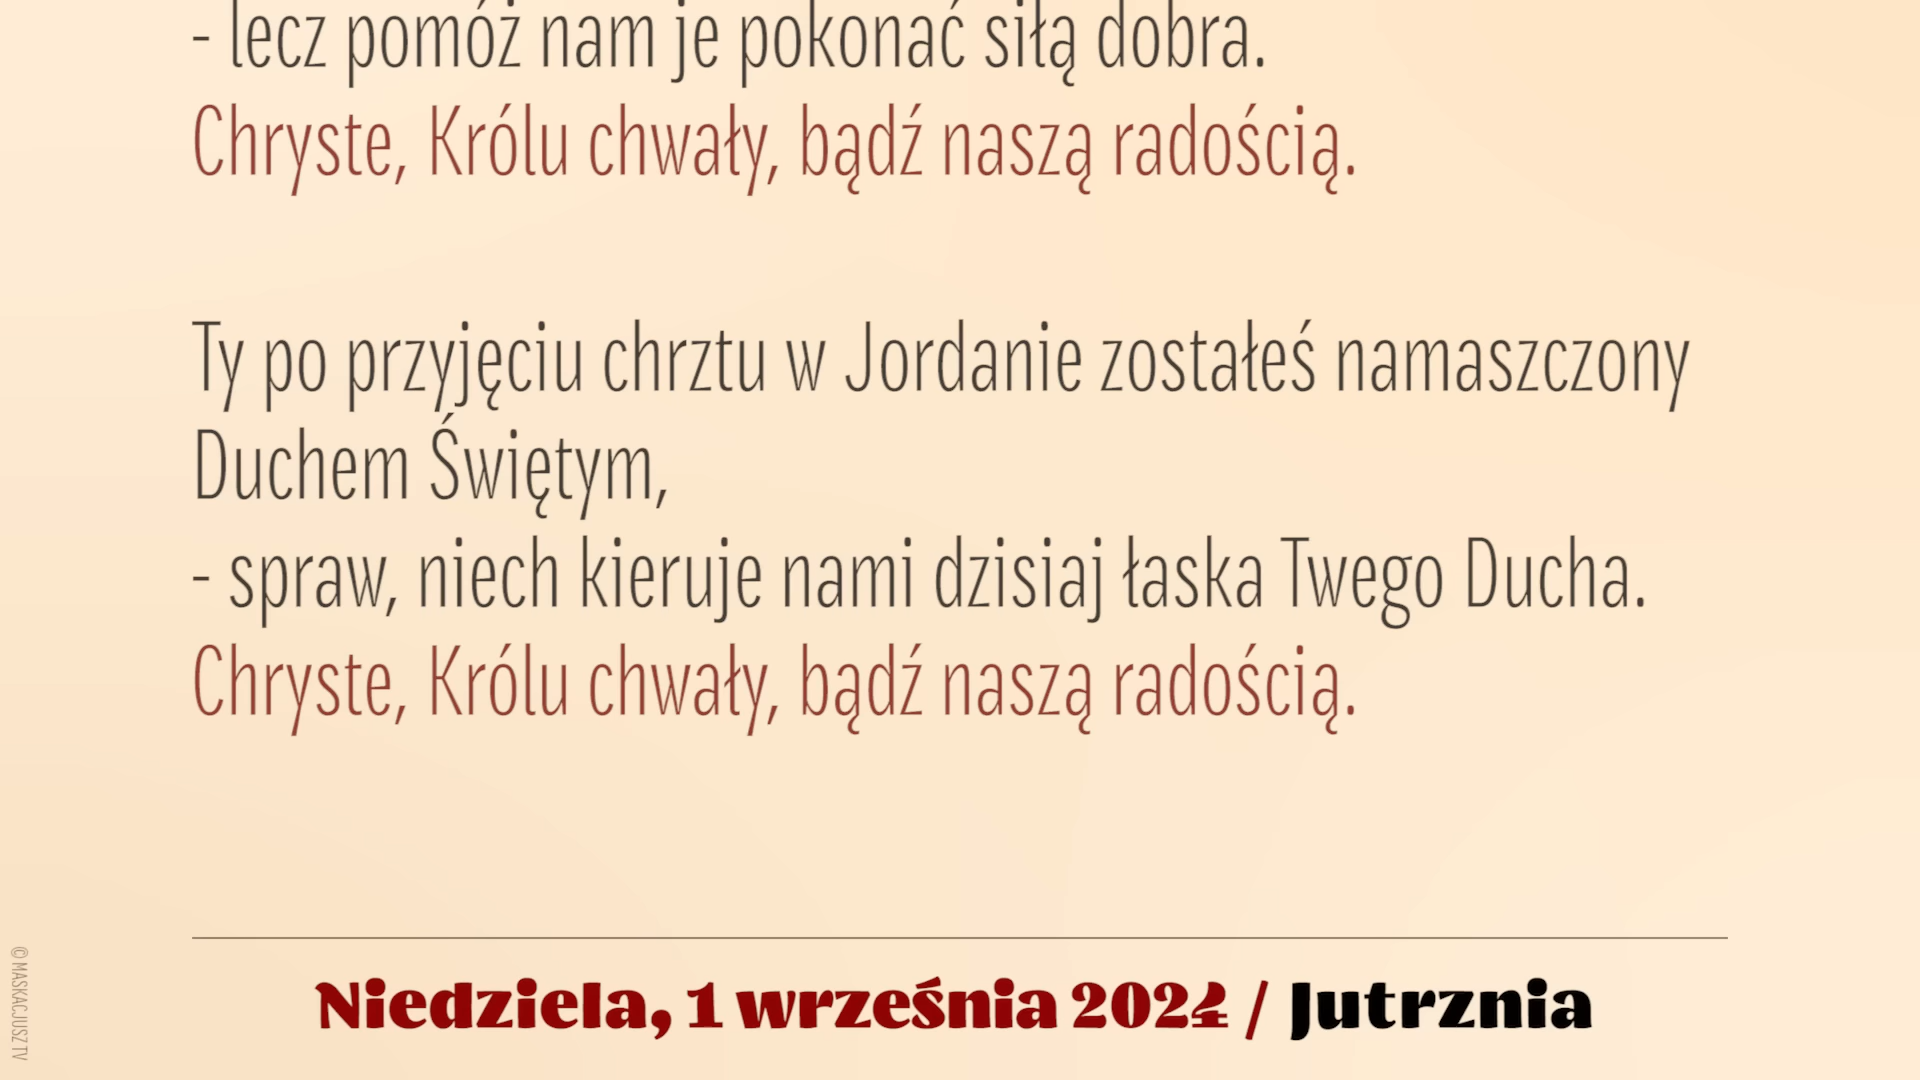 - lecz pomóż nam je pokonać siłą dobra.
Chryste, Królu chwały, bądź naszą radością.
Ty po przyjęciu chrztu w Jordanie zostałeś namaszczony
Duchem Świętym,
- spraw, niech kieruje nami dzisiaj łaska Twego Ducha.
Chryste, Królu chwały, bądź naszą radością.
Niedziela, 1 września 2024 / Jutrznia
© MASKACJUSZ TV